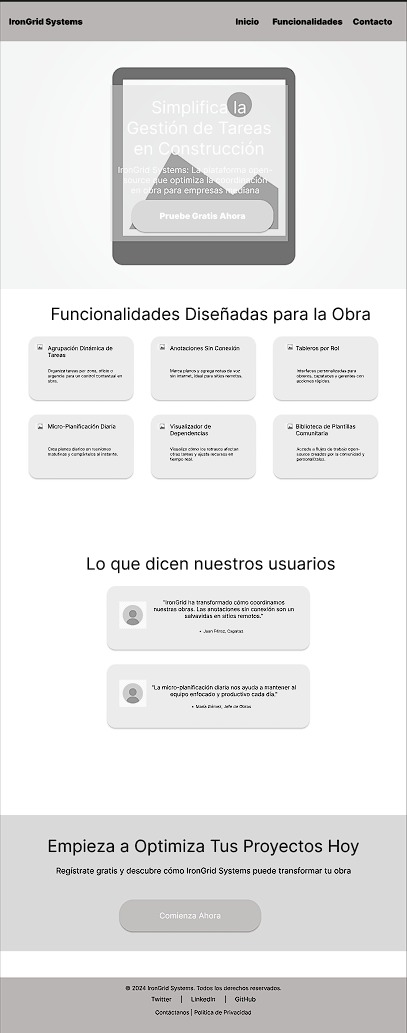 IronGrid Systems
Inicio Funcionalidades Contacto
Simplifica la
Gestión de Tareas
en Construcción
IronGrid Systems: La plataforma open-
source que optimiza la coordinación
en obra para empresas mediana
Pruebe Gratis Ahora
Funcionalidades Diseñadas para la Obra
Agrupación Dinámica de
Tareas
Organiza tareas por zona, oficio o
urgencia para un control contextual en
obra.
Anotaciones Sin Conexión
Marca planos y agrega notas de voz
sin internet, ideal para sitios remotos.
Tableros por Rol
Interfaces personalizadas para
obreros, capataces y gerentes con
acciones rápidas.
Micro-Planificación Diaria
Crea planes diarios en reuniones
matutinas y compártelos al instante.
Visualizador de
Dependencias
Visualiza cómo los retrasos afectan
otras tareas y ajusta recursos en
tiempo real.
Biblioteca de Plantillas
Comunitaria
Accede a flujos de trabajo open-
source creados por la comunidad y
personalízalos.
Lo que dicen nuestros usuarios
"IronGrid ha transformado cómo coordinamos
nuestras obras. Las anotaciones sin conexión son un
salvavidas en sitios remotos."
• Juan Pérez, Capataz
"La micro-planificación diaria nos ayuda a mantener al
equipo enfocado y productivo cada día."
• María Gómez, Jefe de Obras
Empieza a Optimiza Tus Proyectos Hoy
Regístrate gratis y descubre cómo IronGrid Systems puede transformar tu obra
Comienza Ahora
© 2024 IronGrid Systems. Todos los derechos reservados.
Twitter | LinkedIn | GitHub
Contáctanos | Política de Privacidad